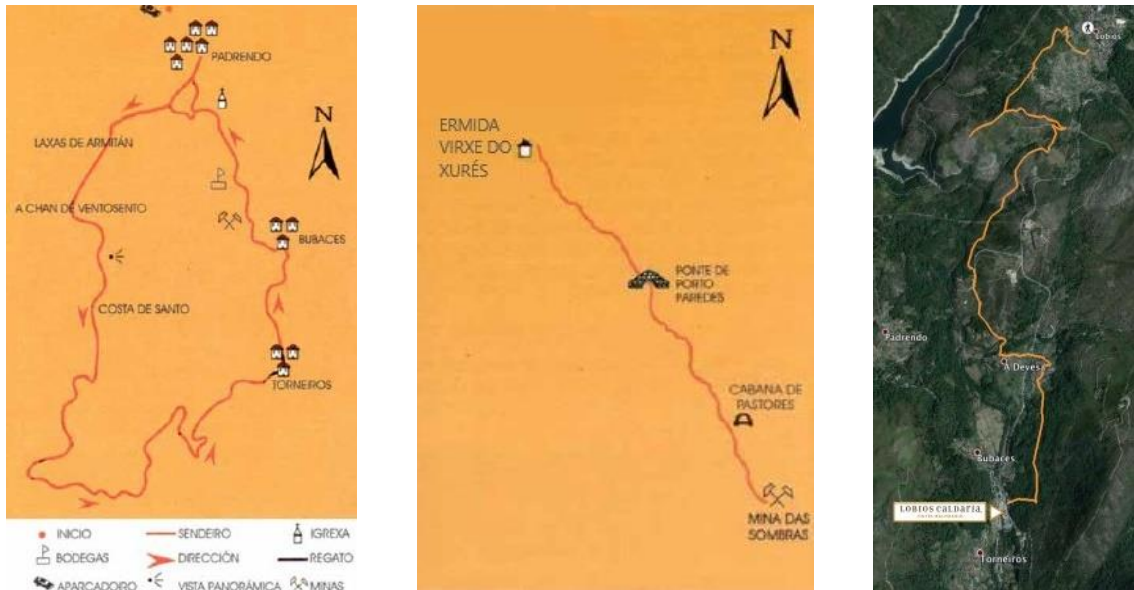 PADRENDO
N
LAXAS DE ARMITÁN
A CHAN DE VENTOSENTO
BUBACES
COSTA DE SANTO
TORNEIROS
INICIO
SENDEIRO
IGREXA
BODEGAS
DIRECCIÓN
REGATO
APARCADOIRO
VISTA PANORÁMICA
MINAS
N
ERMIDA
VIRXE DO
XURÉS
PONTE DE
PORTO
PAREDES
CABANA DE
PASTORES
MINA DAS
SOMBRAS
Lobios
Padrendo
A Devesa
Bubaces
LOBIOS CALDARIA
Torneiros